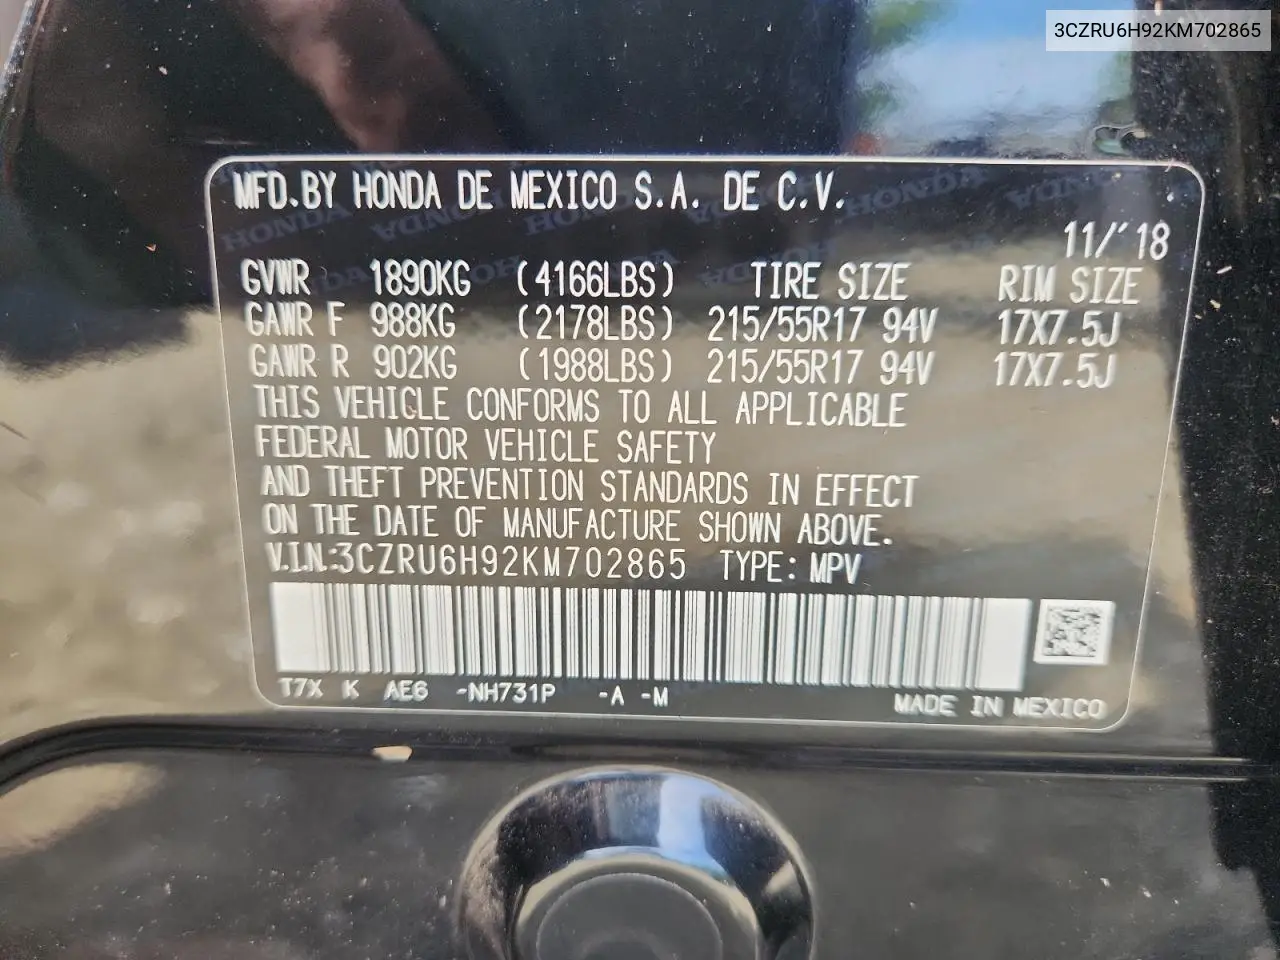 3CZRU6H92KM702865
MFD.BY HONDA DE MEXICO S.A. DE C.V.
11/'18
GVWR 1890KG (4166LBS) TIRE SIZE RIM SIZE
GAWR F 988KG (2178LBS) 215/55R17 94V 17X7.5J
GAWR R 902KG (1988LBS) 215/55R17 94V 17X7.5J
THIS VEHICLE CONFORMS TO ALL APPLICABLE
FEDERAL MOTOR VEHICLE SAFETY
AND THEFT PREVENTION STANDARDS IN EFFECT
ON THE DATE OF MANUFACTURE SHOWN ABOVE.
V.I.N.:3CZRU6H92KM702865 TYPE: MPV
T7X K AE6 -NH731P -A -M MADE IN MEXICO